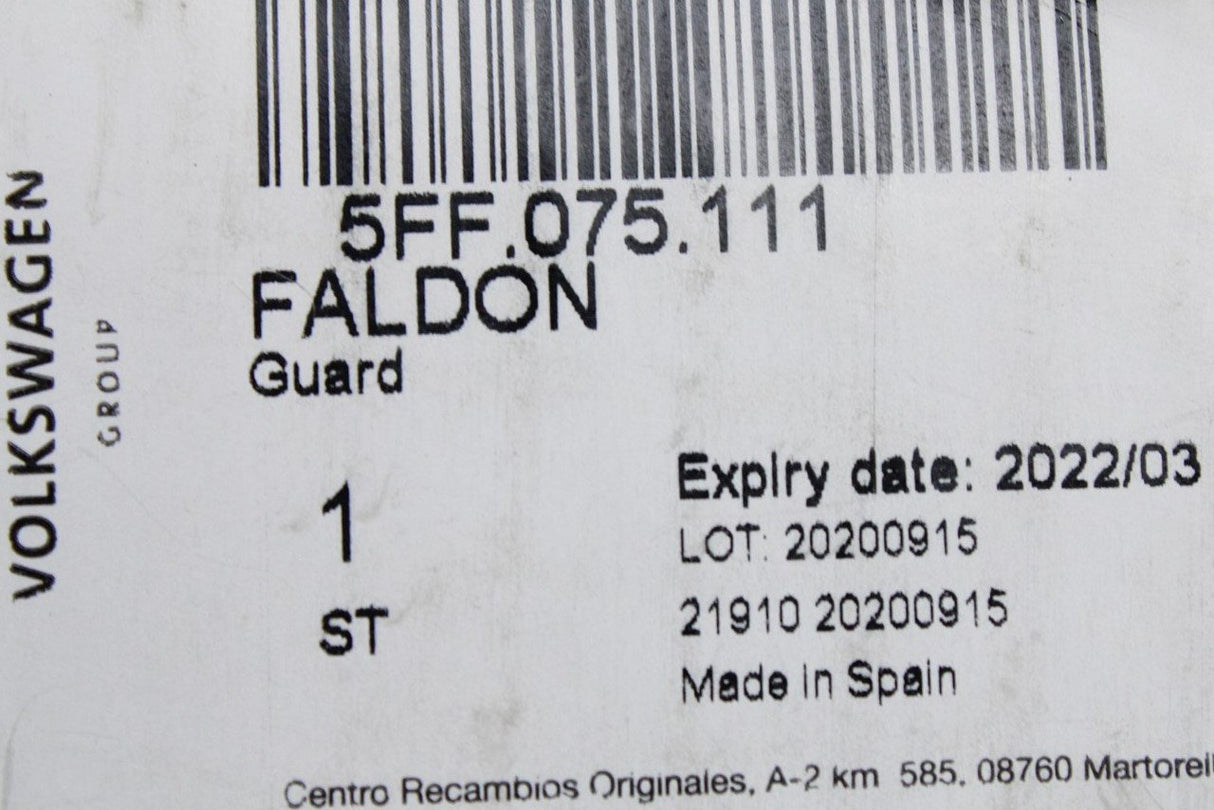 VOLKSWAGEN
GROUP
5FF.075.111
FALDÓN
Guard
1
ST
Expiry date: 2022/03
LOT: 20200915
21910 20200915
Made in Spain
Centro Recambios Originales, A-2 km 585, 08760 Martorell